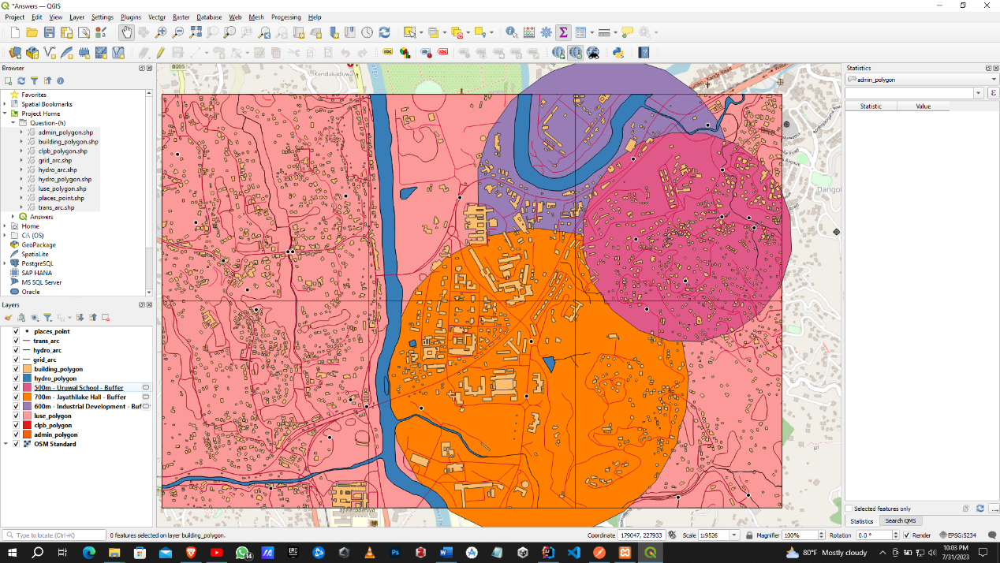 *Answers — QGIS
Project Edit View Layer Settings Plugins Vector Raster Database Web Mesh Processing Help
Browser
Favorites
Spatial Bookmarks
Project Home
Question-(h)
admin_polygon.shp
building_polygon.shp
clpb_polygon.shp
grid_arc.shp
hydro_arc.shp
hydro_polygon.shp
luse_polygon.shp
places_point.shp
trans_arc.shp
Answers
Home
C:\ (OS)
GeoPackage
SpatiaLite
PostgreSQL
SAP HANA
MS SQL Server
Oracle
Layers
places_point
trans_arc
hydro_arc
grid_arc
building_polygon
hydro_polygon
500m - Uruwal School - Buffer
700m - Jayathilake Hall - Buffer
600m - Industrial Development - Buf
luse_polygon
clpb_polygon
admin_polygon
OSM Standard
B005
Kendakaduwa
Dangol
Statistics
admin_polygon
Statistic Value
Selected features only
Statistics Search QMS
Type to locate (Ctrl+K)
0 features selected on layer building_polygon.
Coordinate 179047, 227933
Scale 1:9526
Magnifier 100%
Rotation 0.0 °
Render
EPSG:5234
14
80°F Mostly cloudy
10:03 PM
7/31/2023